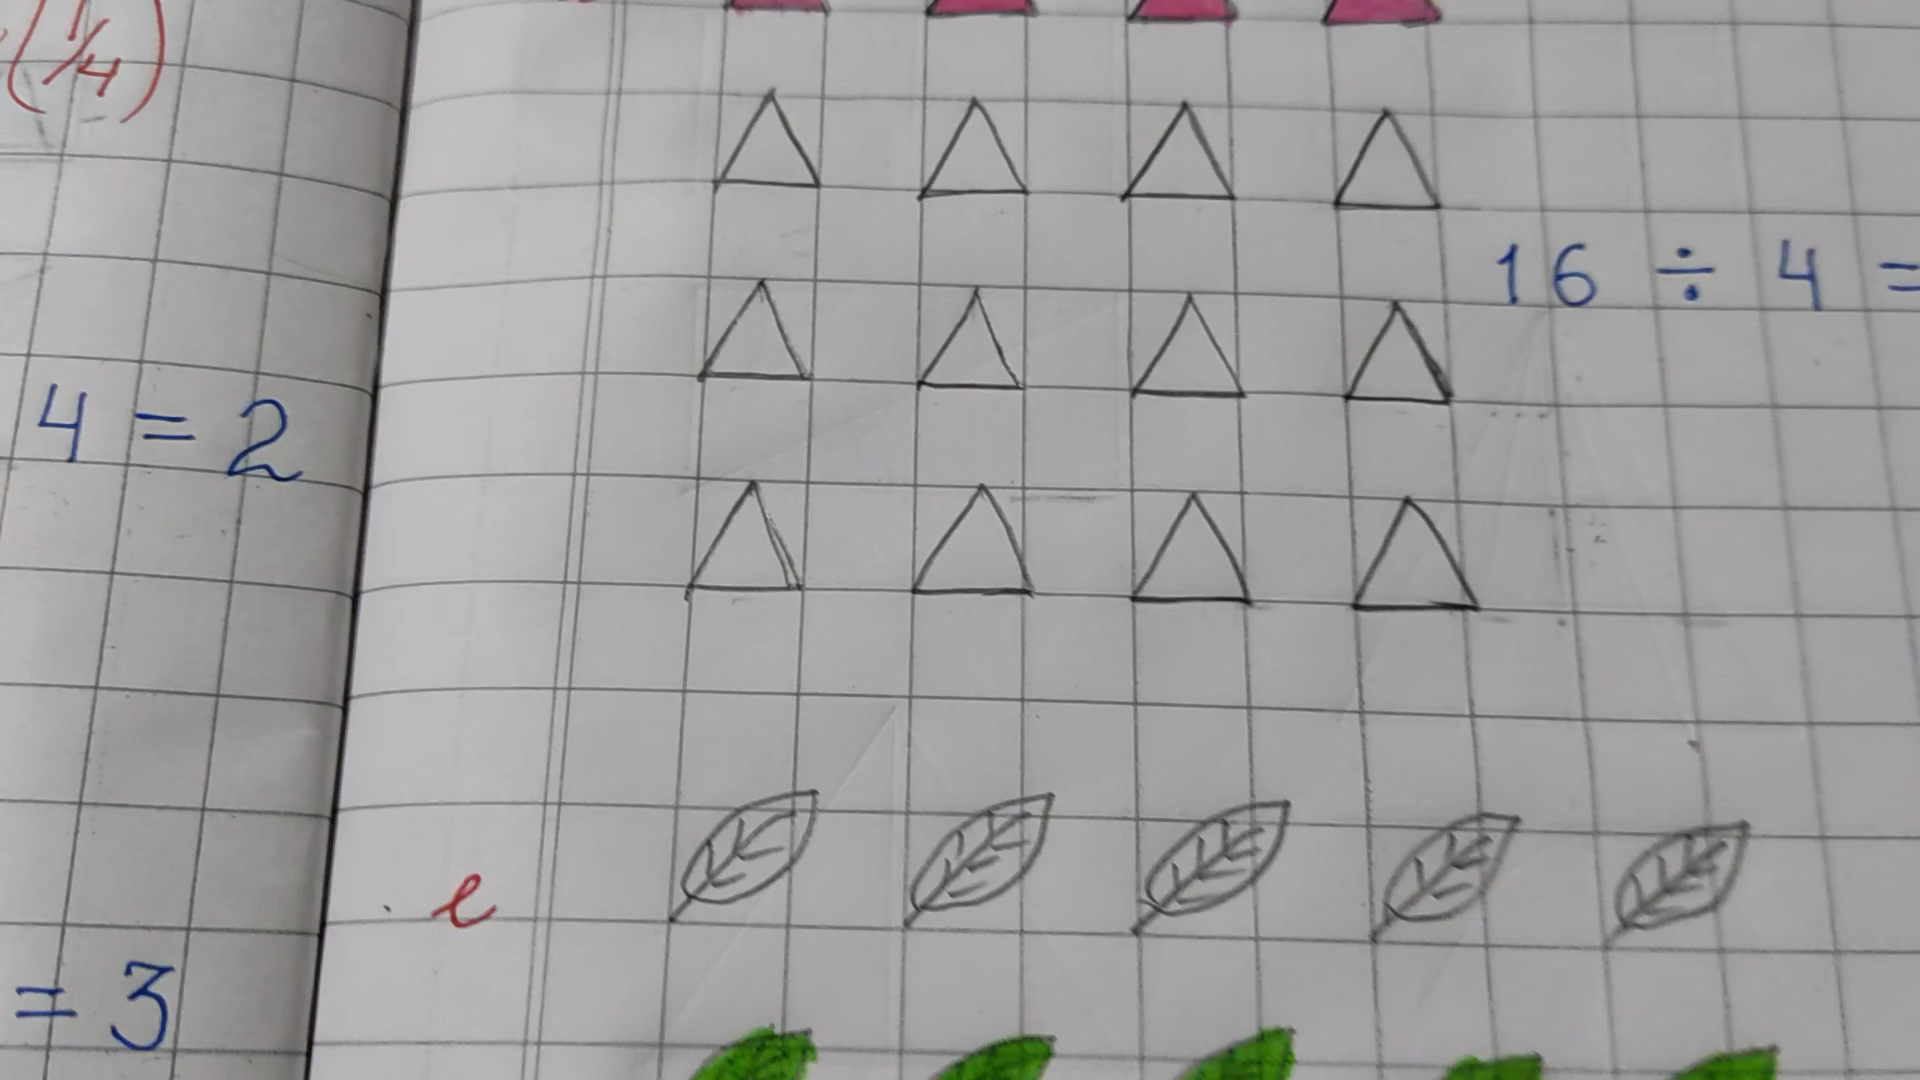 (1/4)
16 ÷ 4 =
4 = 2
e
= 3